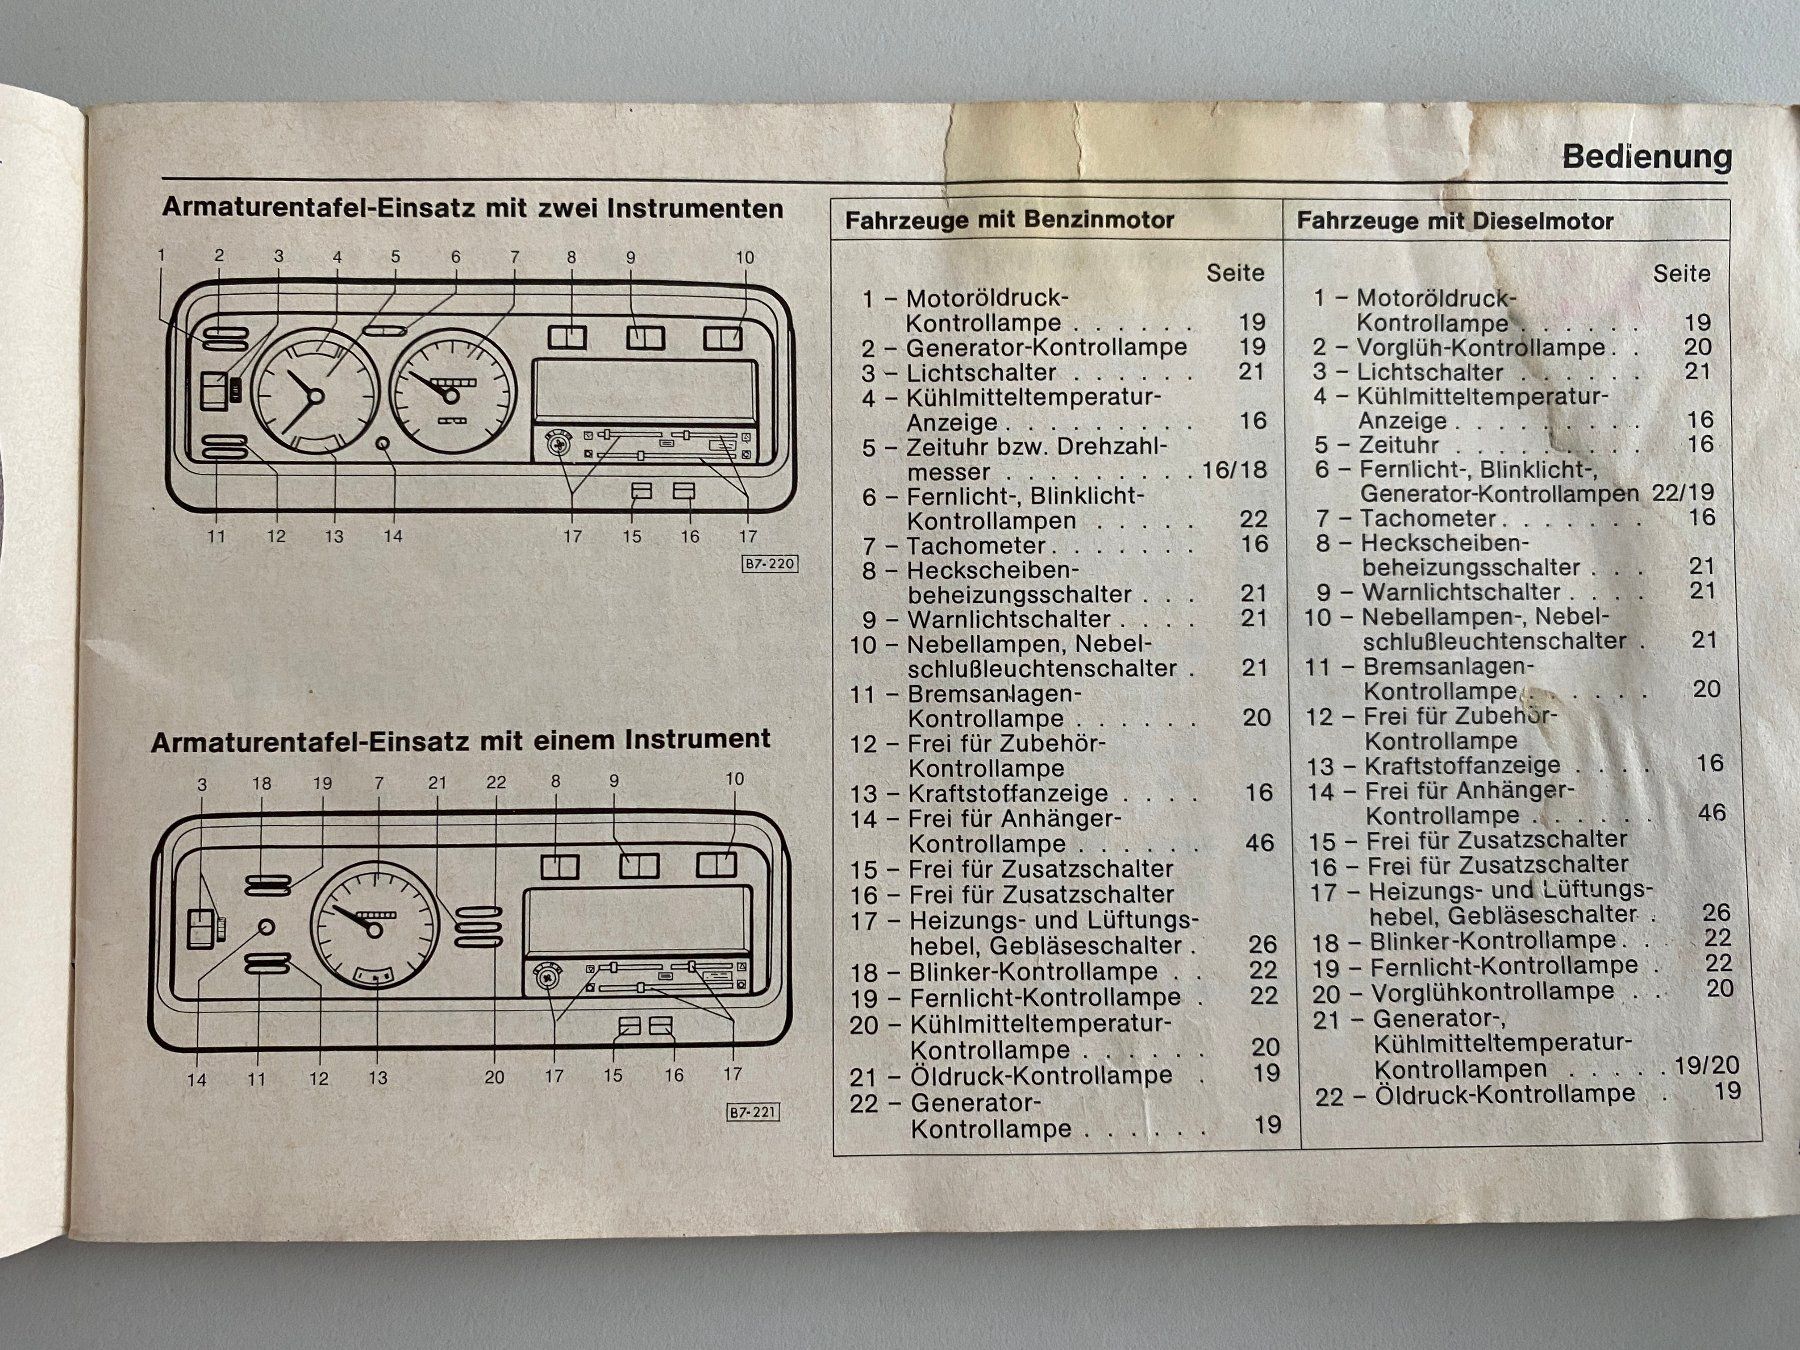 Bedienung
Armaturentafel-Einsatz mit zwei Instrumenten
1 2 3 4 5 6 7 8 9 10
11 12 13 14 17 15 16 17
B7-220
Armaturentafel-Einsatz mit einem Instrument
3 18 19 7 21 22 8 9 10
14 11 12 13 20 17 15 16 17
B7-221
Fahrzeuge mit Benzinmotor
Seite
1 – Motoröldruck-
Kontrollampe . . . . . . 19
2 – Generator-Kontrollampe 19
3 – Lichtschalter . . . . . . 21
4 – Kühlmitteltemperatur-
Anzeige . . . . . . . . . 16
5 – Zeituhr bzw. Drehzahl-
messer . . . . . . . . . 16/18
6 – Fernlicht-, Blinklicht-
Kontrollampen . . . . . 22
7 – Tachometer . . . . . . . 16
8 – Heckscheiben-
beheizungsschalter . . . 21
9 – Warnlichtschalter . . . . 21
10 – Nebellampen, Nebel-
schlußleuchtenschalter . 21
11 – Bremsanlagen-
Kontrollampe . . . . . . 20
12 – Frei für Zubehör-
Kontrollampe
13 – Kraftstoffanzeige . . . . 16
14 – Frei für Anhänger-
Kontrollampe . . . . . . 46
15 – Frei für Zusatzschalter
16 – Frei für Zusatzschalter
17 – Heizungs- und Lüftungs-
hebel, Gebläseschalter . 26
18 – Blinker-Kontrollampe . . 22
19 – Fernlicht-Kontrollampe . 22
20 – Kühlmitteltemperatur-
Kontrollampe . . . . . . 20
21 – Öldruck-Kontrollampe . 19
22 – Generator-
Kontrollampe . . . . . . 19
Fahrzeuge mit Dieselmotor
Seite
1 – Motoröldruck-
Kontrollampe . . . . . . 19
2 – Vorglüh-Kontrollampe . . 20
3 – Lichtschalter . . . . . . 21
4 – Kühlmitteltemperatur-
Anzeige . . . . . . . . . 16
5 – Zeituhr . . . . . . . . . 16
6 – Fernlicht-, Blinklicht-,
Generator-Kontrollampen 22/19
7 – Tachometer . . . . . . . 16
8 – Heckscheiben-
beheizungsschalter . . . 21
9 – Warnlichtschalter . . . . 21
10 – Nebellampen-, Nebel-
schlußleuchtenschalter . 21
11 – Bremsanlagen-
Kontrollampe . . . . . . 20
12 – Frei für Zubehör-
Kontrollampe
13 – Kraftstoffanzeige . . . . 16
14 – Frei für Anhänger-
Kontrollampe . . . . . . 46
15 – Frei für Zusatzschalter
16 – Frei für Zusatzschalter
17 – Heizungs- und Lüftungs-
hebel, Gebläseschalter . 26
18 – Blinker-Kontrollampe . . 22
19 – Fernlicht-Kontrollampe . 22
20 – Vorglühkontrollampe . . 20
21 – Generator-,
Kühlmitteltemperatur-
Kontrollampen . . . . . 19/20
22 – Öldruck-Kontrollampe . 19